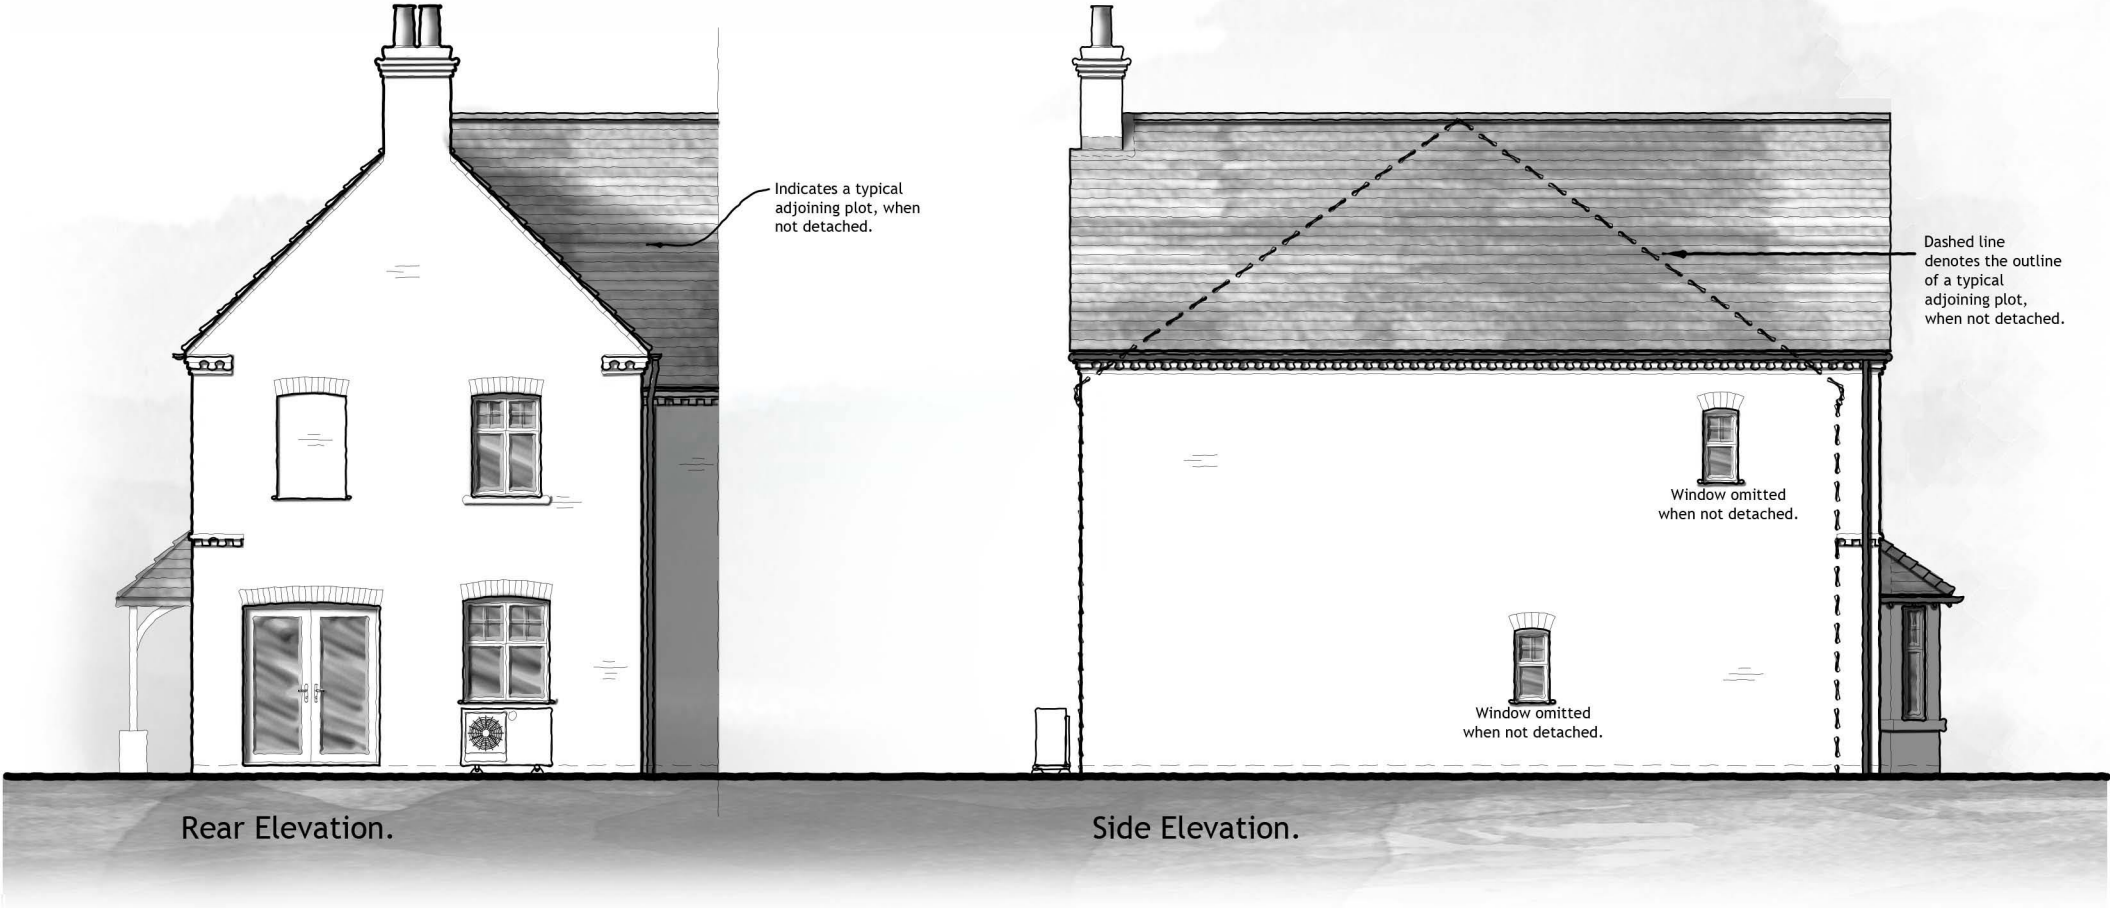 Indicates a typical
adjoining plot, when
not detached.
Dashed line
denotes the outline
of a typical
adjoining plot,
when not detached.
Window omitted
when not detached.
Window omitted
when not detached.
Rear Elevation.
Side Elevation.